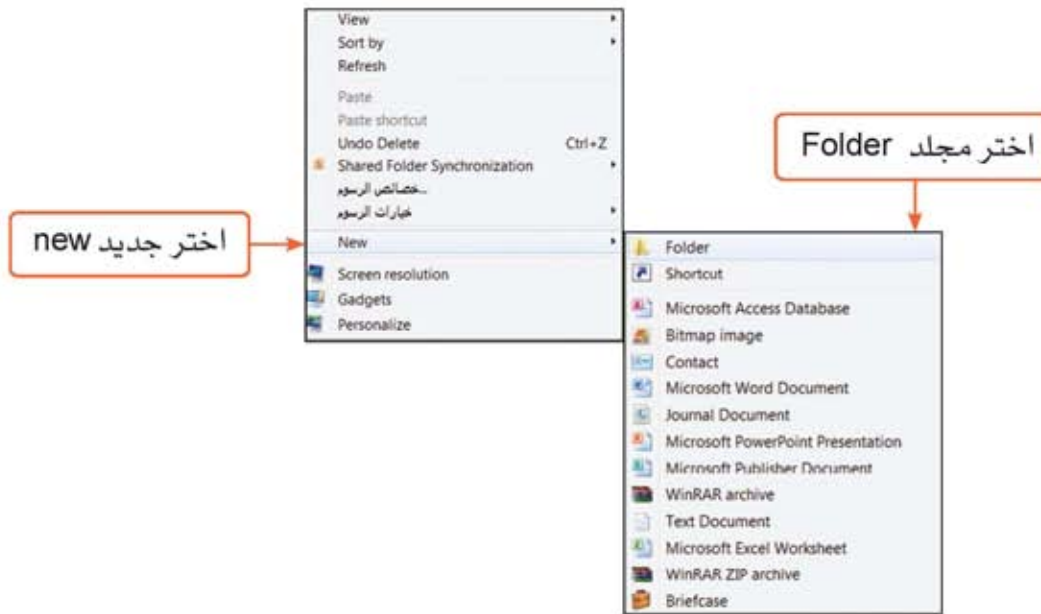 View
Sort by
Refresh
Paste
Paste shortcut
Undo Delete Ctrl+Z
Shared Folder Synchronization
خصائص الرسوم...
خيارات الرسوم
New
Screen resolution
Gadgets
Personalize
اختر جديد new
اختر مجلد Folder
Folder
Shortcut
Microsoft Access Database
Bitmap image
Contact
Microsoft Word Document
Journal Document
Microsoft PowerPoint Presentation
Microsoft Publisher Document
WinRAR archive
Text Document
Microsoft Excel Worksheet
WinRAR ZIP archive
Briefcase